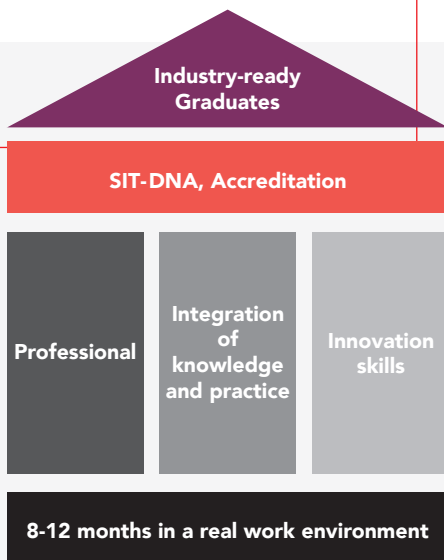 Industry-ready
Graduates
SIT-DNA, Accreditation
Professional
Integration
of
knowledge
and practice
Innovation
skills
8-12 months in a real work environment